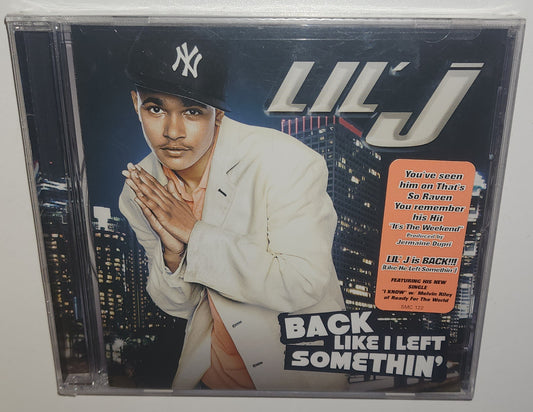 LIL' J
NY
You've seen
him on That's
So Raven
You remember
his Hit
"It's The Weekend"
Produced by
Jermaine Dupri
LIL' J is BACK!!!
(Like He Left Somethin')
FEATURING HIS NEW
SINGLE
"I KNOW" w/ Melvin Riley
of Ready For The World
SMC 122
BACK
LIKE I LEFT
SOMETHIN'